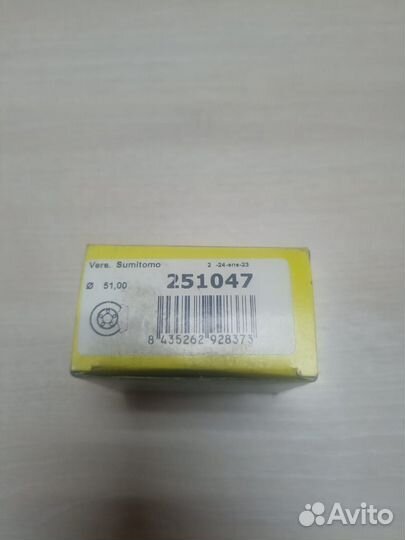 Vers. Sumitomo 2 -24-ene-23
Ø 51,00 251047
8 435262 928373
Avito